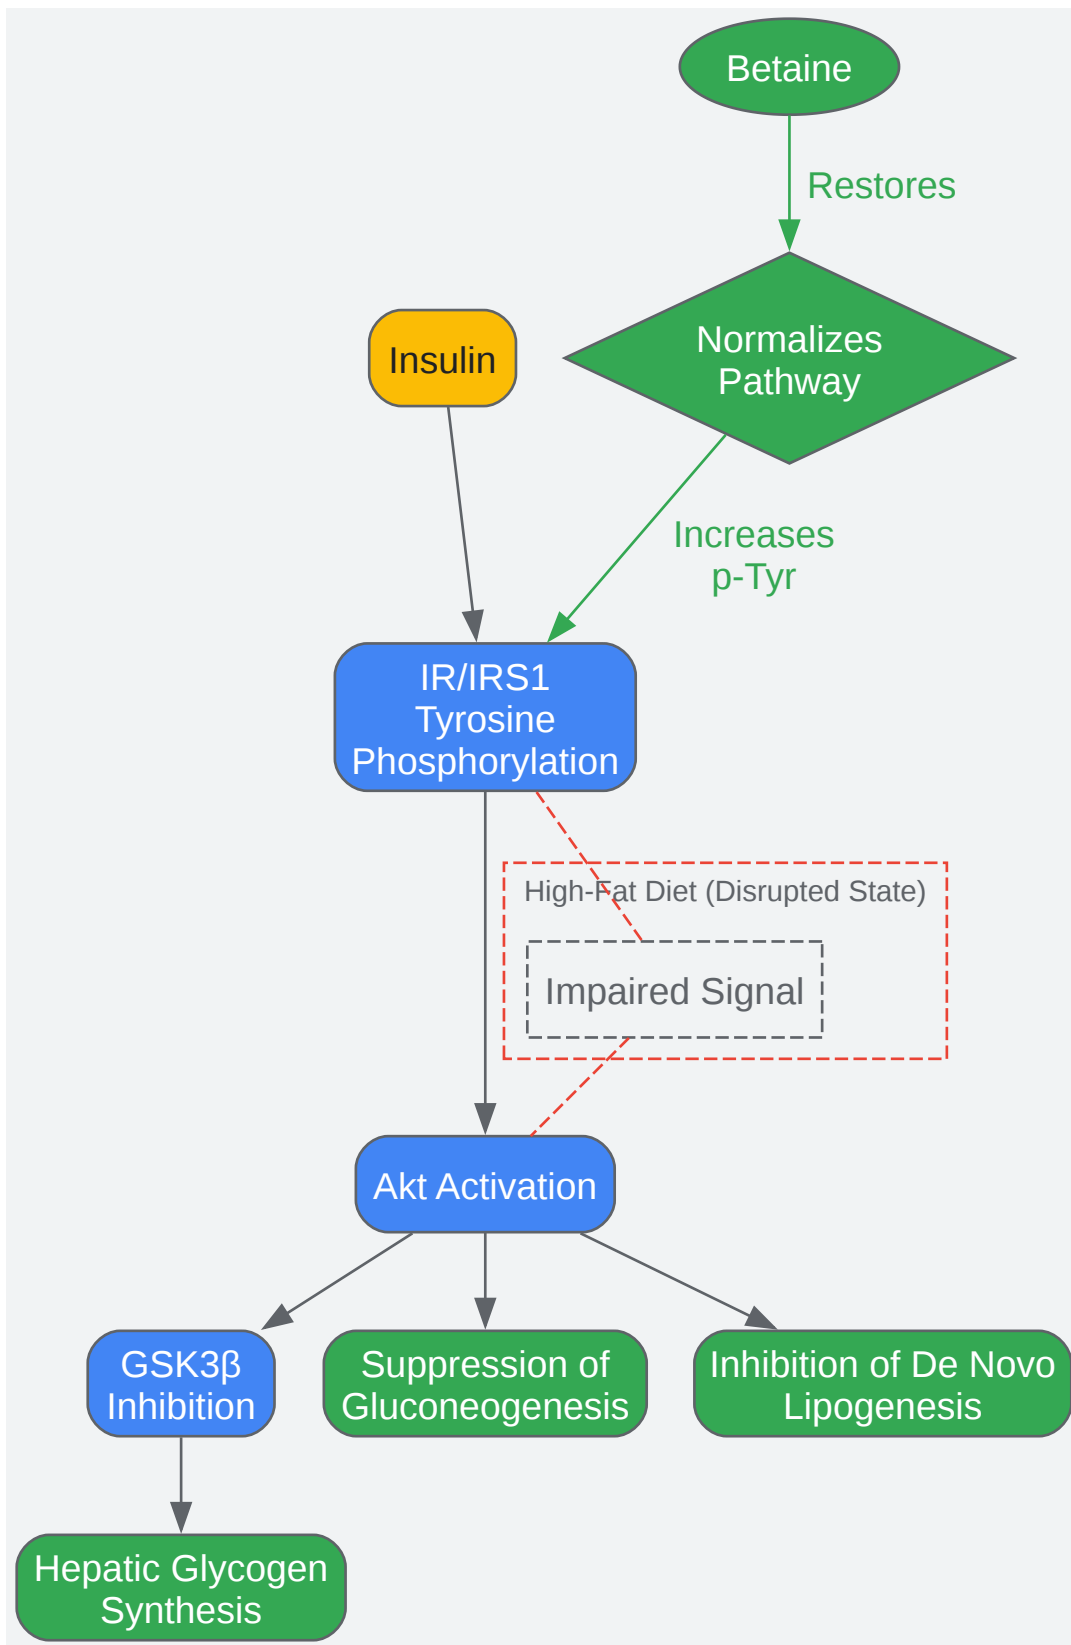 Betaine
Restores
Normalizes
Pathway
Insulin
Increases
p-Tyr
IR/IRS1
Tyrosine
Phosphorylation
High-Fat Diet (Disrupted State)
Impaired Signal
Akt Activation
GSK3β
Inhibition
Suppression of
Gluconeogenesis
Inhibition of De Novo
Lipogenesis
Hepatic Glycogen
Synthesis